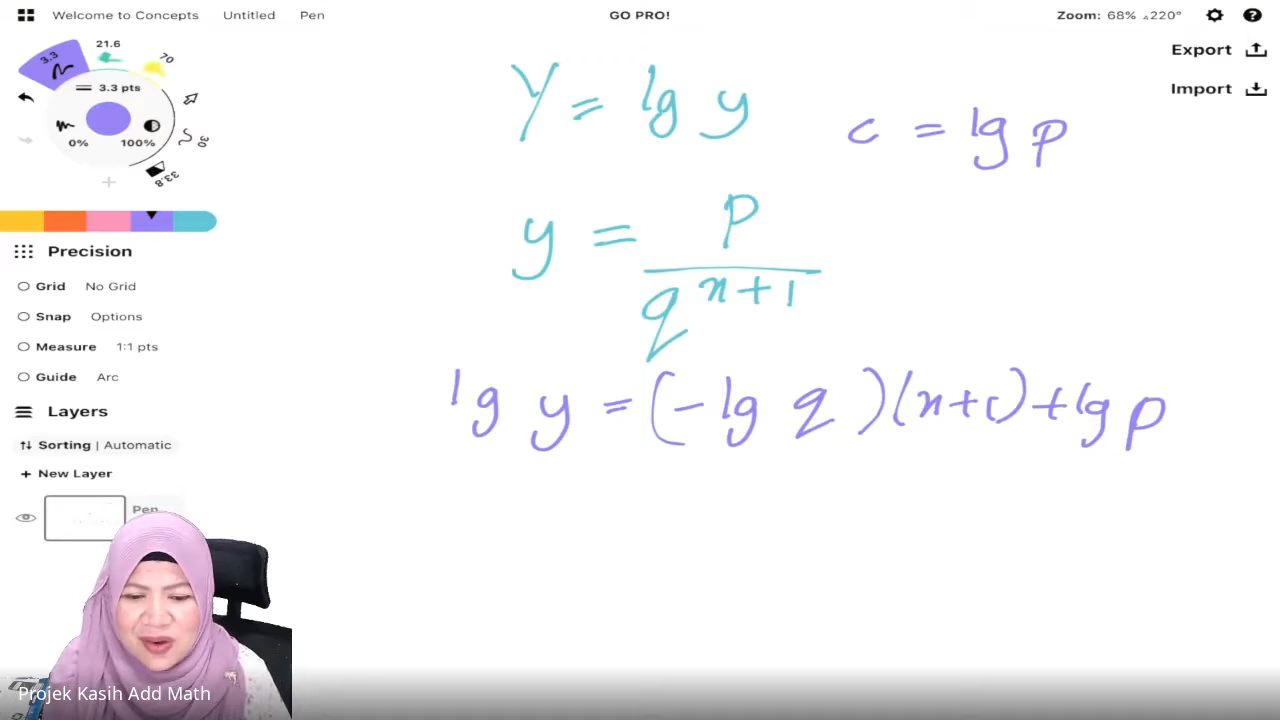 Welcome to Concepts Untitled Pen GO PRO! Zoom: 68% 220°
Export
Import
3.3
21.6
70
3.3 pts
0% 100%
30
33.8
Precision
Grid No Grid
Snap Options
Measure 1:1 pts
Guide Arc
Layers
Sorting | Automatic
+ New Layer
Pen
Y = lg y
c = lg p
y = p
q^{x+1}
lg y = (-lg q)(x+1)+lg p
Projek Kasih Add Math